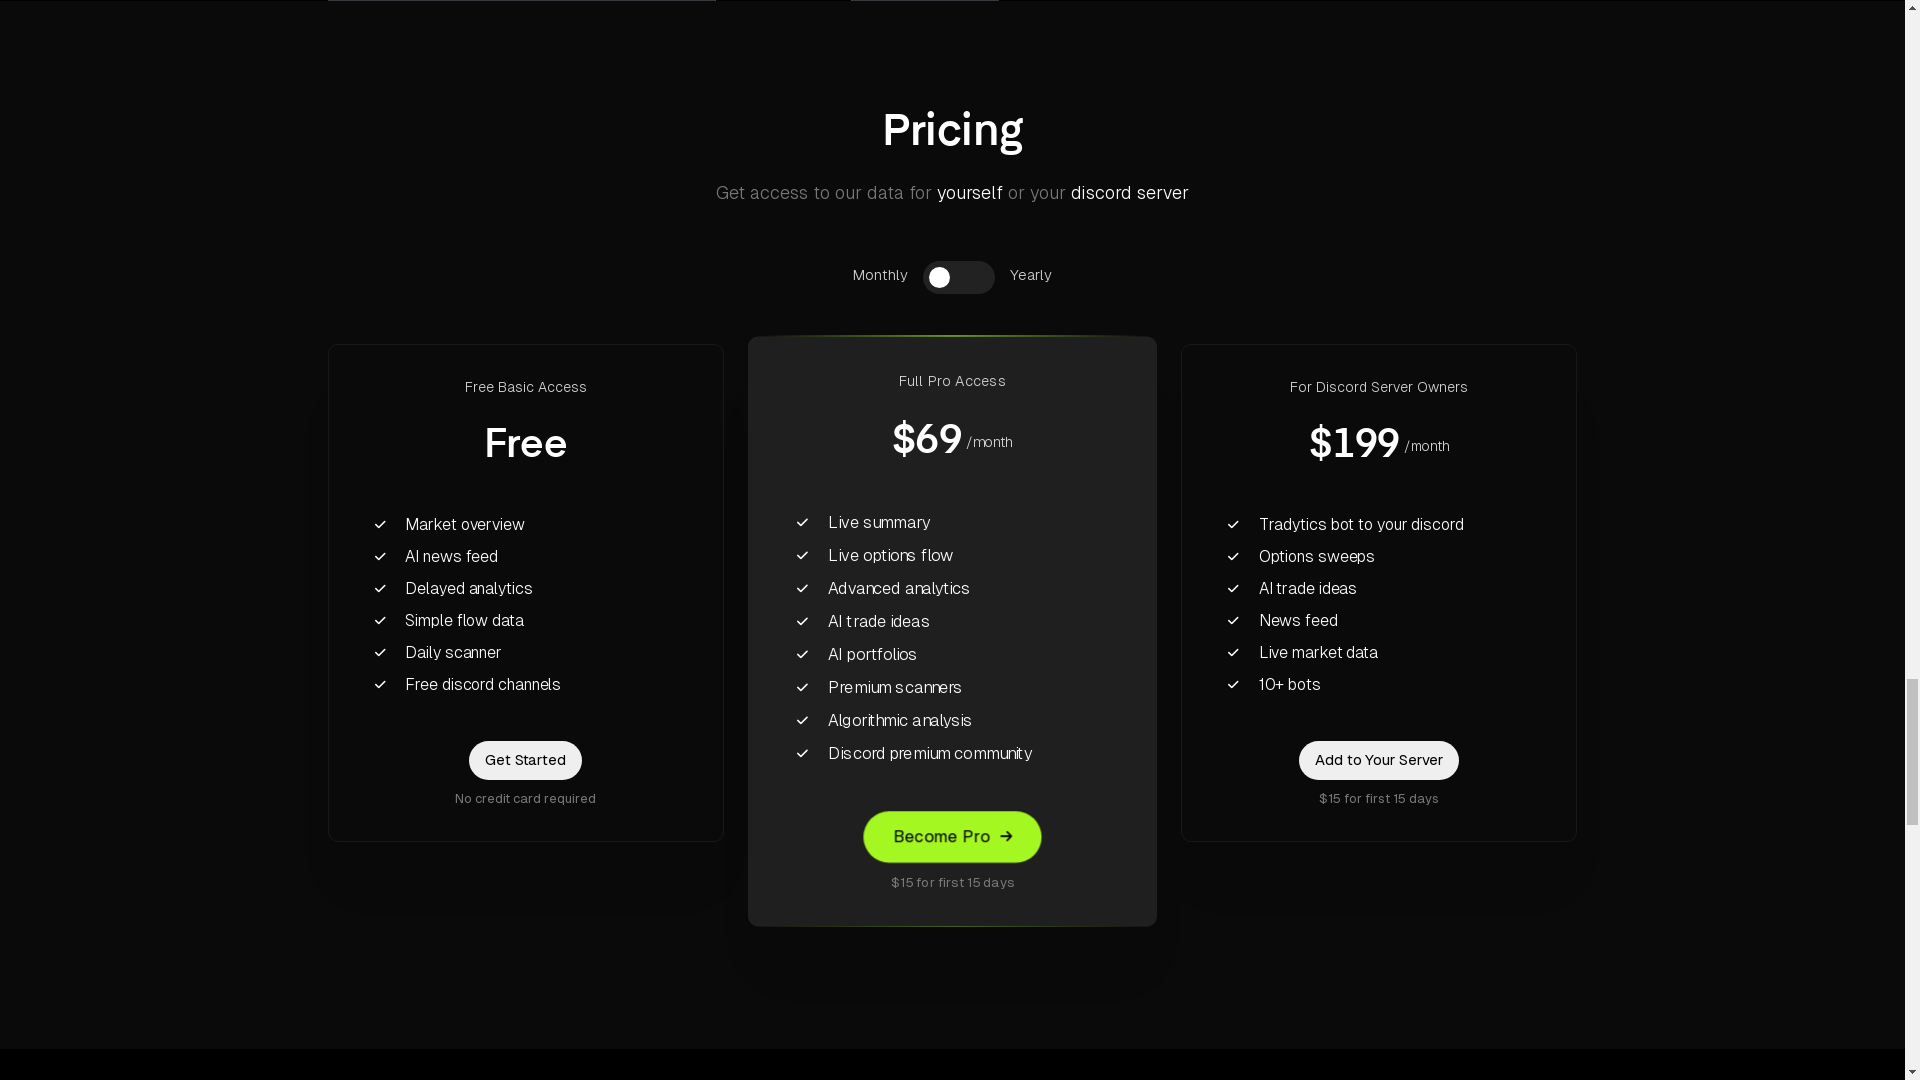 Pricing
Get access to our data for yourself or your discord server
Monthly
Yearly
Free Basic Access
Free
Market overview
AI news feed
Delayed analytics
Simple flow data
Daily scanner
Free discord channels
Get Started
No credit card required
Full Pro Access
$69 /month
Live summary
Live options flow
Advanced analytics
AI trade ideas
AI portfolios
Premium scanners
Algorithmic analysis
Discord premium community
Become Pro →
$15 for first 15 days
For Discord Server Owners
$199 /month
Tradytics bot to your discord
Options sweeps
AI trade ideas
News feed
Live market data
10+ bots
Add to Your Server
$15 for first 15 days